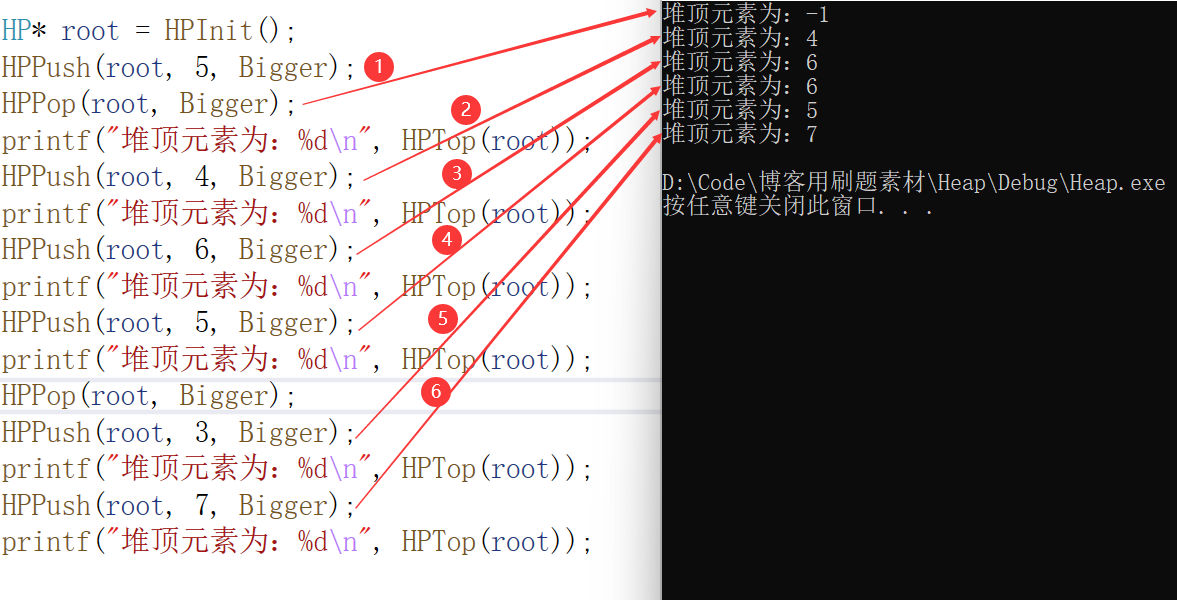 HP* root = HPInit();
HPPush(root, 5, Bigger);
HPPop(root, Bigger);
printf("堆顶元素为：%d\n", HPTop(root));
HPPush(root, 4, Bigger);
printf("堆顶元素为：%d\n", HPTop(root));
HPPush(root, 6, Bigger);
printf("堆顶元素为：%d\n", HPTop(root));
HPPush(root, 5, Bigger);
printf("堆顶元素为：%d\n", HPTop(root));
HPPop(root, Bigger);
HPPush(root, 3, Bigger);
printf("堆顶元素为：%d\n", HPTop(root));
HPPush(root, 7, Bigger);
printf("堆顶元素为：%d\n", HPTop(root));
1
2
3
4
5
6
堆顶元素为：-1
堆顶元素为：4
堆顶元素为：6
堆顶元素为：6
堆顶元素为：5
堆顶元素为：7
D:\Code\博客用刷题素材\Heap\Debug\Heap.exe
按任意键关闭此窗口. . .